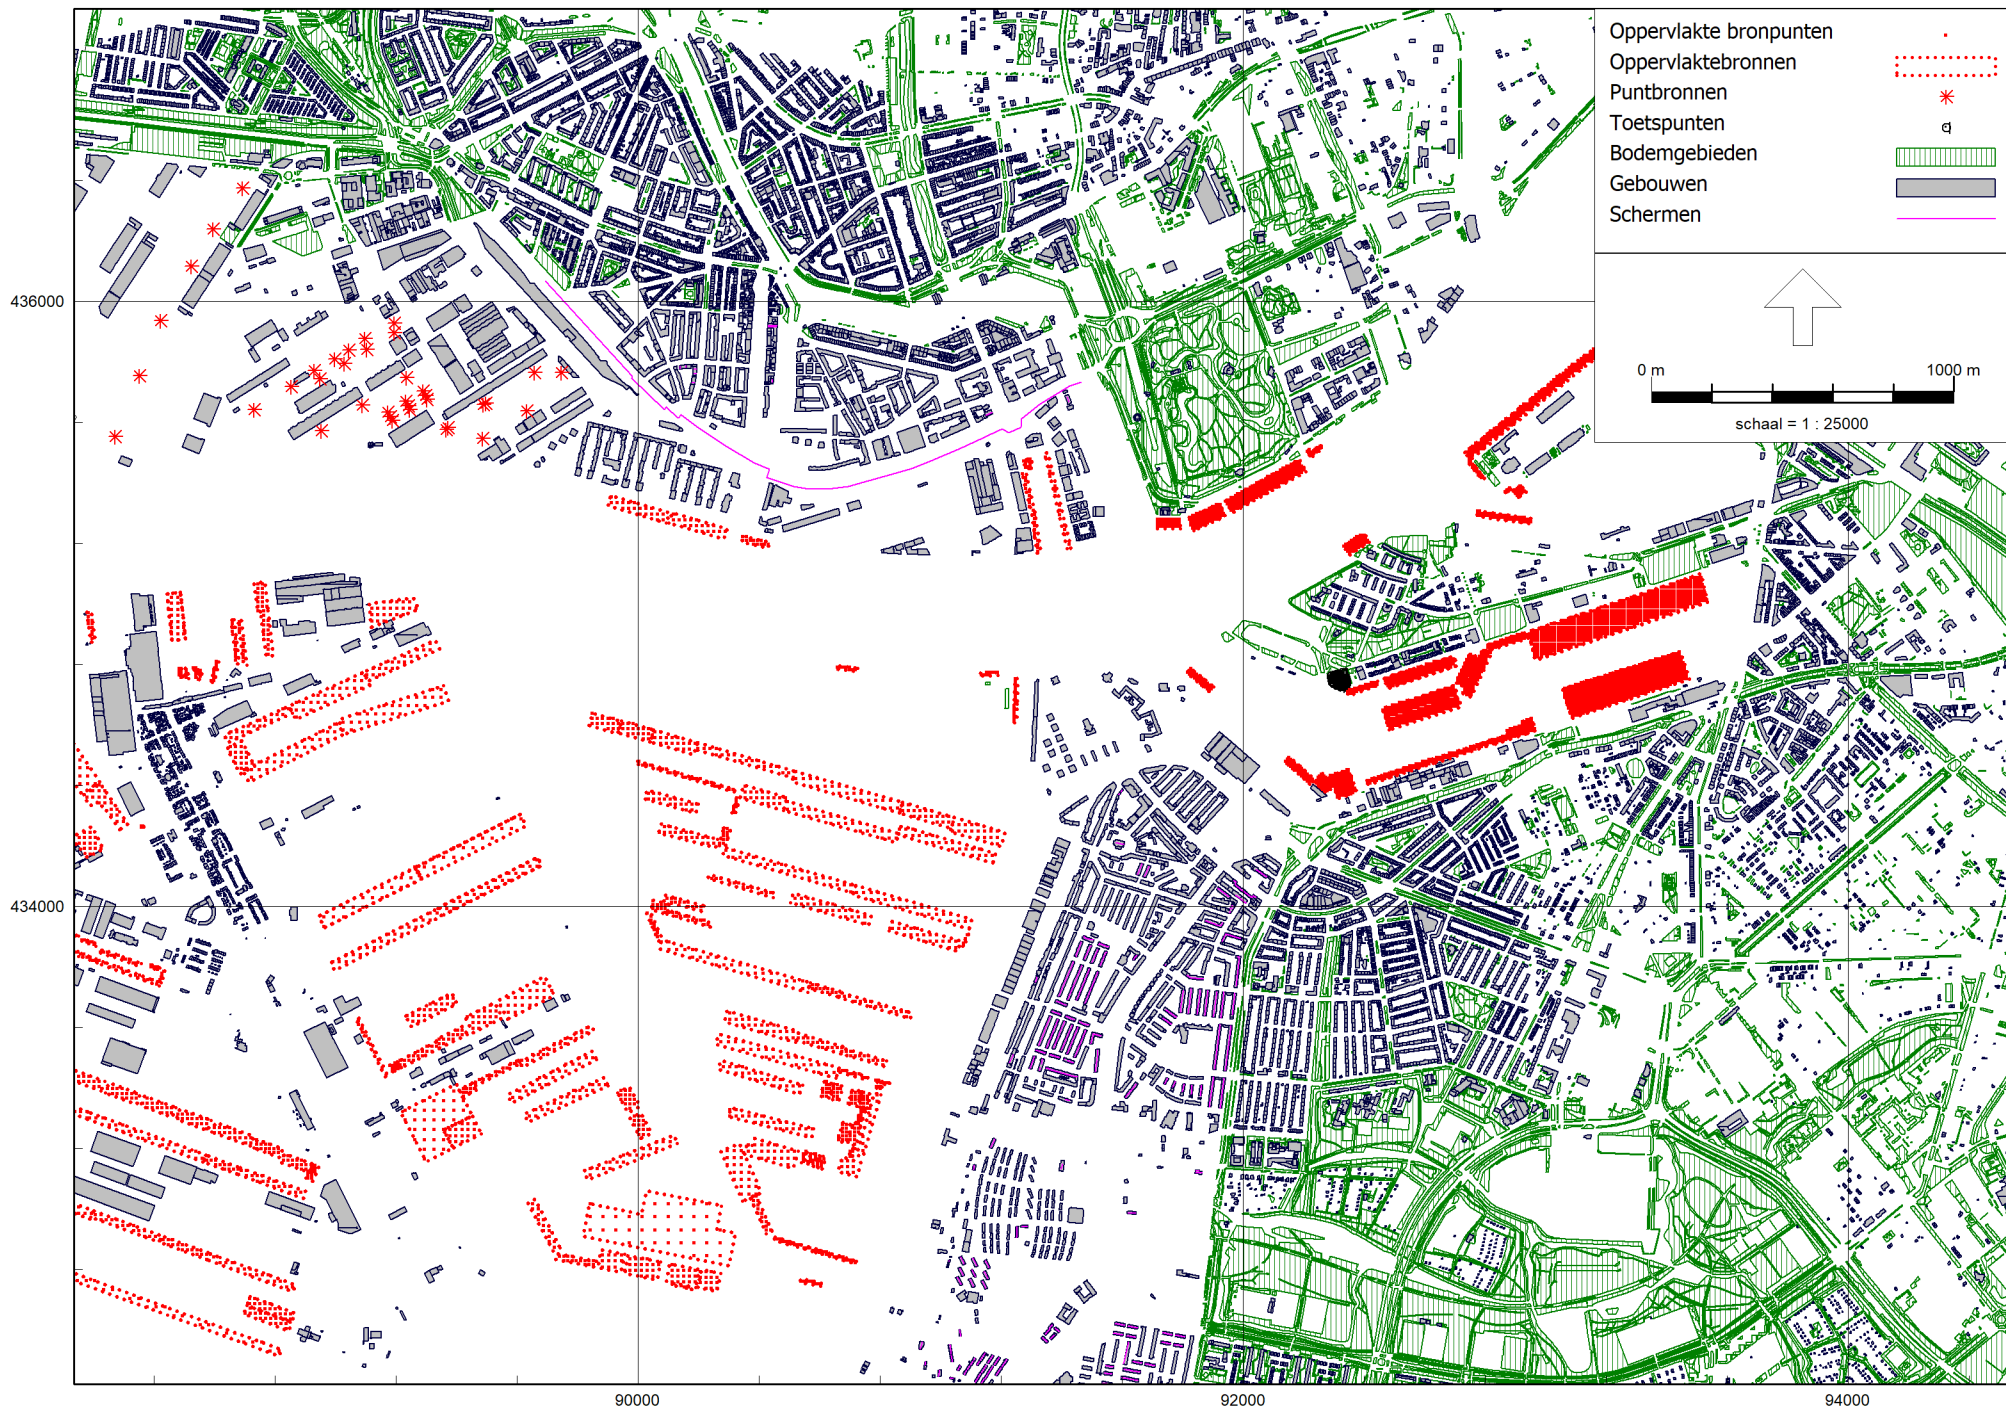 Oppervlakte bronpunten
Oppervlaktebronnen
Puntbronnen
Toetspunten
Bodemgebieden
Gebouwen
Schermen
0 m 1000 m
schaal = 1 : 25000
436000
434000
90000 92000 94000